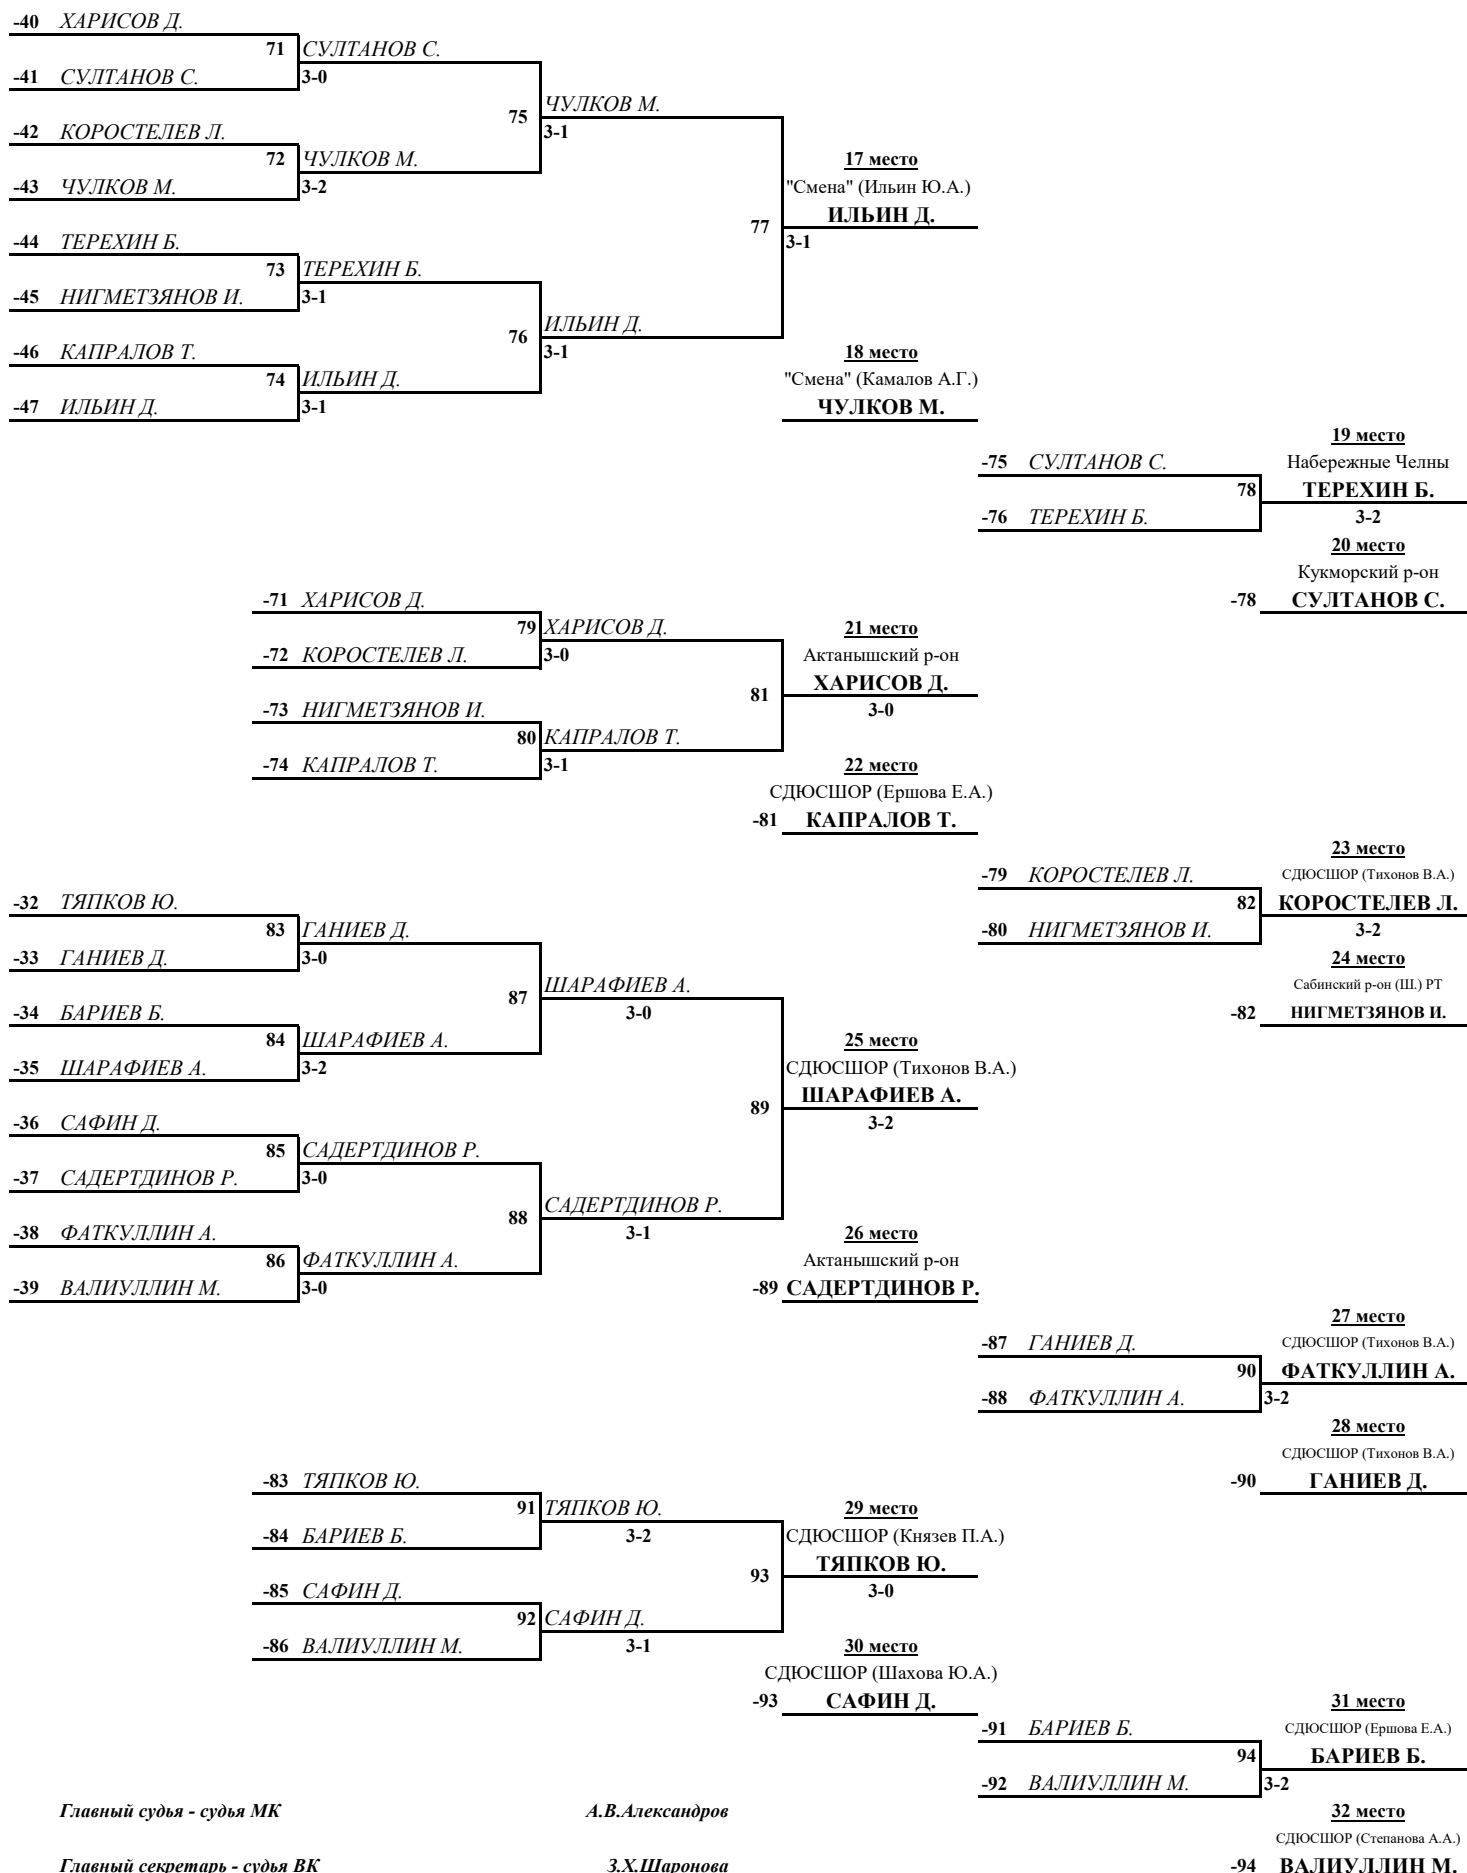 -40 ХАРИСОВ Д.
71 СУЛТАНОВ С.
-41 СУЛТАНОВ С. 3-0
75 ЧУЛКОВ М.
3-1
-42 КОРОСТЕЛЕВ Л.
72 ЧУЛКОВ М.
-43 ЧУЛКОВ М. 3-2
17 место
"Смена" (Ильин Ю.А.)
77 ИЛЬИН Д.
3-1
-44 ТЕРЕХИН Б.
73 ТЕРЕХИН Б.
-45 НИГМЕТЗЯНОВ И. 3-1
76 ИЛЬИН Д.
3-1
-46 КАПРАЛОВ Т.
74 ИЛЬИН Д.
-47 ИЛЬИН Д. 3-1
18 место
"Смена" (Камалов А.Г.)
ЧУЛКОВ М.
19 место
-75 СУЛТАНОВ С. Набережные Челны
78 ТЕРЕХИН Б.
-76 ТЕРЕХИН Б. 3-2
20 место
Кукморский р-он
-78 СУЛТАНОВ С.
-71 ХАРИСОВ Д.
79 ХАРИСОВ Д.
-72 КОРОСТЕЛЕВ Л. 3-0
21 место
Актанышский р-он
81 ХАРИСОВ Д.
3-0
-73 НИГМЕТЗЯНОВ И.
80 КАПРАЛОВ Т.
-74 КАПРАЛОВ Т. 3-1
22 место
СДЮСШОР (Ершова Е.А.)
-81 КАПРАЛОВ Т.
23 место
-79 КОРОСТЕЛЕВ Л. СДЮСШОР (Тихонов В.А.)
82 КОРОСТЕЛЕВ Л.
-80 НИГМЕТЗЯНОВ И. 3-2
24 место
Сабинский р-он (Ш.) РТ
-82 НИГМЕТЗЯНОВ И.
-32 ТЯПКОВ Ю.
83 ГАНИЕВ Д.
-33 ГАНИЕВ Д. 3-0
87 ШАРАФИЕВ А.
3-0
-34 БАРИЕВ Б.
84 ШАРАФИЕВ А.
-35 ШАРАФИЕВ А. 3-2
25 место
СДЮСШОР (Тихонов В.А.)
89 ШАРАФИЕВ А.
3-2
-36 САФИН Д.
85 САДЕРТДИНОВ Р.
-37 САДЕРТДИНОВ Р. 3-0
88 САДЕРТДИНОВ Р.
3-1
-38 ФАТКУЛЛИН А.
86 ФАТКУЛЛИН А.
-39 ВАЛИУЛЛИН М. 3-0
26 место
Актанышский р-он
-89 САДЕРТДИНОВ Р.
27 место
-87 ГАНИЕВ Д. СДЮСШОР (Тихонов В.А.)
90 ФАТКУЛЛИН А.
-88 ФАТКУЛЛИН А. 3-2
28 место
СДЮСШОР (Тихонов В.А.)
-90 ГАНИЕВ Д.
-83 ТЯПКОВ Ю.
91 ТЯПКОВ Ю.
-84 БАРИЕВ Б. 3-2
29 место
СДЮСШОР (Князев П.А.)
93 ТЯПКОВ Ю.
3-0
-85 САФИН Д.
92 САФИН Д.
-86 ВАЛИУЛЛИН М. 3-1
30 место
СДЮСШОР (Шахова Ю.А.)
-93 САФИН Д.
31 место
-91 БАРИЕВ Б. СДЮСШОР (Ершова Е.А.)
94 БАРИЕВ Б.
-92 ВАЛИУЛЛИН М. 3-2
Главный судья - судья МК А.В.Александров
32 место
СДЮСШОР (Степанова А.А.)
Главный секретарь - судья ВК З.Х.Шаронова
-94 ВАЛИУЛЛИН М.